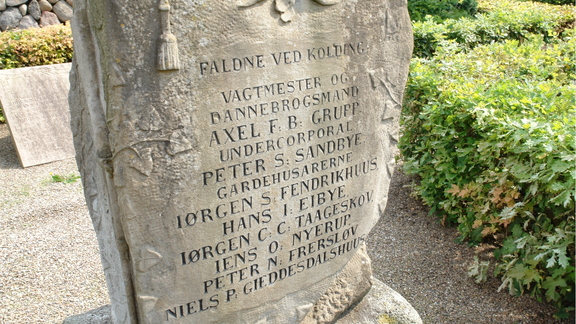 FALDNE VED KOLDING:
VAGTMESTER OG
DANNEBROGSMAND
AXEL F: B: GRUPP.
UNDERCORPORAL
PETER S: SANDBYE.
GARDEHUSARERNE
IØRGEN S: FENDRIKHUUS.
HANS I: EIBYE.
IØRGEN C: C: TAAGESKOV.
IENS O: NYERUP.
PETER N: FRERSLØV.
NIELS P: GIEDDESDALSHUUS.